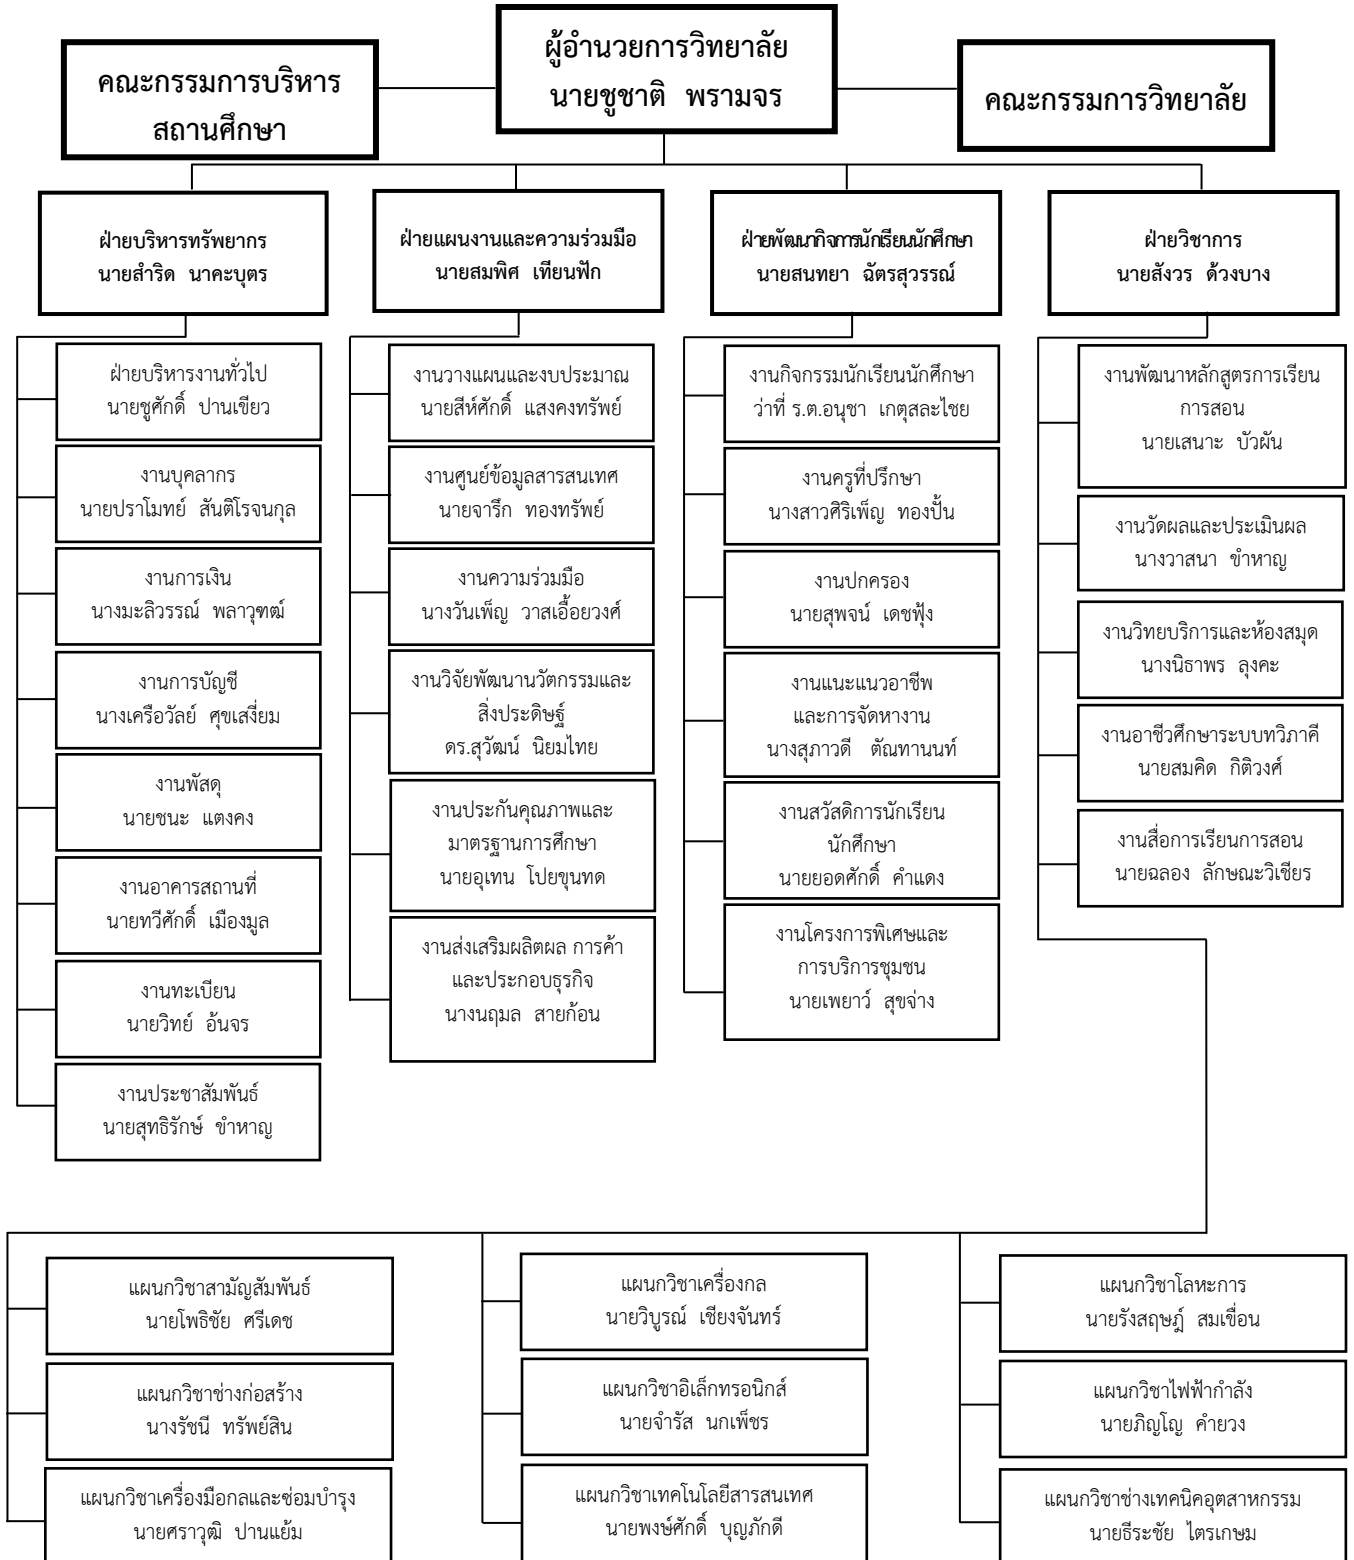 ผู้อำนวยการวิทยาลัย
นายชูชาติ พรามจร
คณะกรรมการบริหาร
สถานศึกษา
คณะกรรมการวิทยาลัย
ฝ่ายบริหารทรัพยากร
นายสำริด นาคะบุตร
ฝ่ายแผนงานและความร่วมมือ
นายสมพิศ เทียนฟัก
ฝ่ายพัฒนากิจการนักเรียนนักศึกษา
นายสนทยา ฉัตรสุวรรณ์
ฝ่ายวิชาการ
นายสังวร ด้วงบาง
ฝ่ายบริหารงานทั่วไป
นายชูศักดิ์ ปานเขียว
งานบุคลากร
นายปราโมทย์ สันติโรจนกุล
งานการเงิน
นางมะลิวรรณ์ พลาวุฑฒ์
งานการบัญชี
นางเครือวัลย์ ศุขเสงี่ยม
งานพัสดุ
นายชนะ แตงคง
งานอาคารสถานที่
นายทวีศักดิ์ เมืองมูล
งานทะเบียน
นายวิทย์ อ้นจร
งานประชาสัมพันธ์
นายสุทธิรักษ์ ขำหาญ
งานวางแผนและงบประมาณ
นายสีห์ศักดิ์ แสงคงทรัพย์
งานศูนย์ข้อมูลสารสนเทศ
นายจารึก ทองทรัพย์
งานความร่วมมือ
นางวันเพ็ญ วาสเอื้อยวงศ์
งานวิจัยพัฒนานวัตกรรมและ
สิ่งประดิษฐ์
ดร.สุวัฒน์ นิยมไทย
งานประกันคุณภาพและ
มาตรฐานการศึกษา
นายอุเทน โปยขุนทด
งานส่งเสริมผลิตผล การค้า
และประกอบธุรกิจ
นางนฤมล สายก้อน
งานกิจกรรมนักเรียนนักศึกษา
ว่าที่ ร.ต.อนุชา เกตุสละไชย
งานครูที่ปรึกษา
นางสาวศิริเพ็ญ ทองปั้น
งานปกครอง
นายสุพจน์ เดชฟุ้ง
งานแนะแนวอาชีพ
และการจัดหางาน
นางสุภาวดี ตัณทานนท์
งานสวัสดิการนักเรียน
นักศึกษา
นายยอดศักดิ์ คำแดง
งานโครงการพิเศษและ
การบริการชุมชน
นายเพยาว์ สุขจ่าง
งานพัฒนาหลักสูตรการเรียน
การสอน
นายเสนาะ บัวผัน
งานวัดผลและประเมินผล
นางวาสนา ขำหาญ
งานวิทยบริการและห้องสมุด
นางนิธาพร ลุงคะ
งานอาชีวศึกษาระบบทวิภาคี
นายสมคิด กิติวงศ์
งานสื่อการเรียนการสอน
นายฉลอง ลักษณะวิเชียร
แผนกวิชาสามัญสัมพันธ์
นายโพธิชัย ศรีเดช
แผนกวิชาช่างก่อสร้าง
นางรัชนี ทรัพย์สิน
แผนกวิชาเครื่องมือกลและซ่อมบำรุง
นายศราวุฒิ ปานแย้ม
แผนกวิชาเครื่องกล
นายวิบูรณ์ เชียงจันทร์
แผนกวิชาอิเล็กทรอนิกส์
นายจำรัส นกเพ็ชร
แผนกวิชาเทคโนโลยีสารสนเทศ
นายพงษ์ศักดิ์ บุญภักดี
แผนกวิชาโลหะการ
นายรังสฤษฎ์ สมเขื่อน
แผนกวิชาไฟฟ้ากำลัง
นายภิญโญ คำยวง
แผนกวิชาช่างเทคนิคอุตสาหกรรม
นายธีระชัย ไตรเกษม